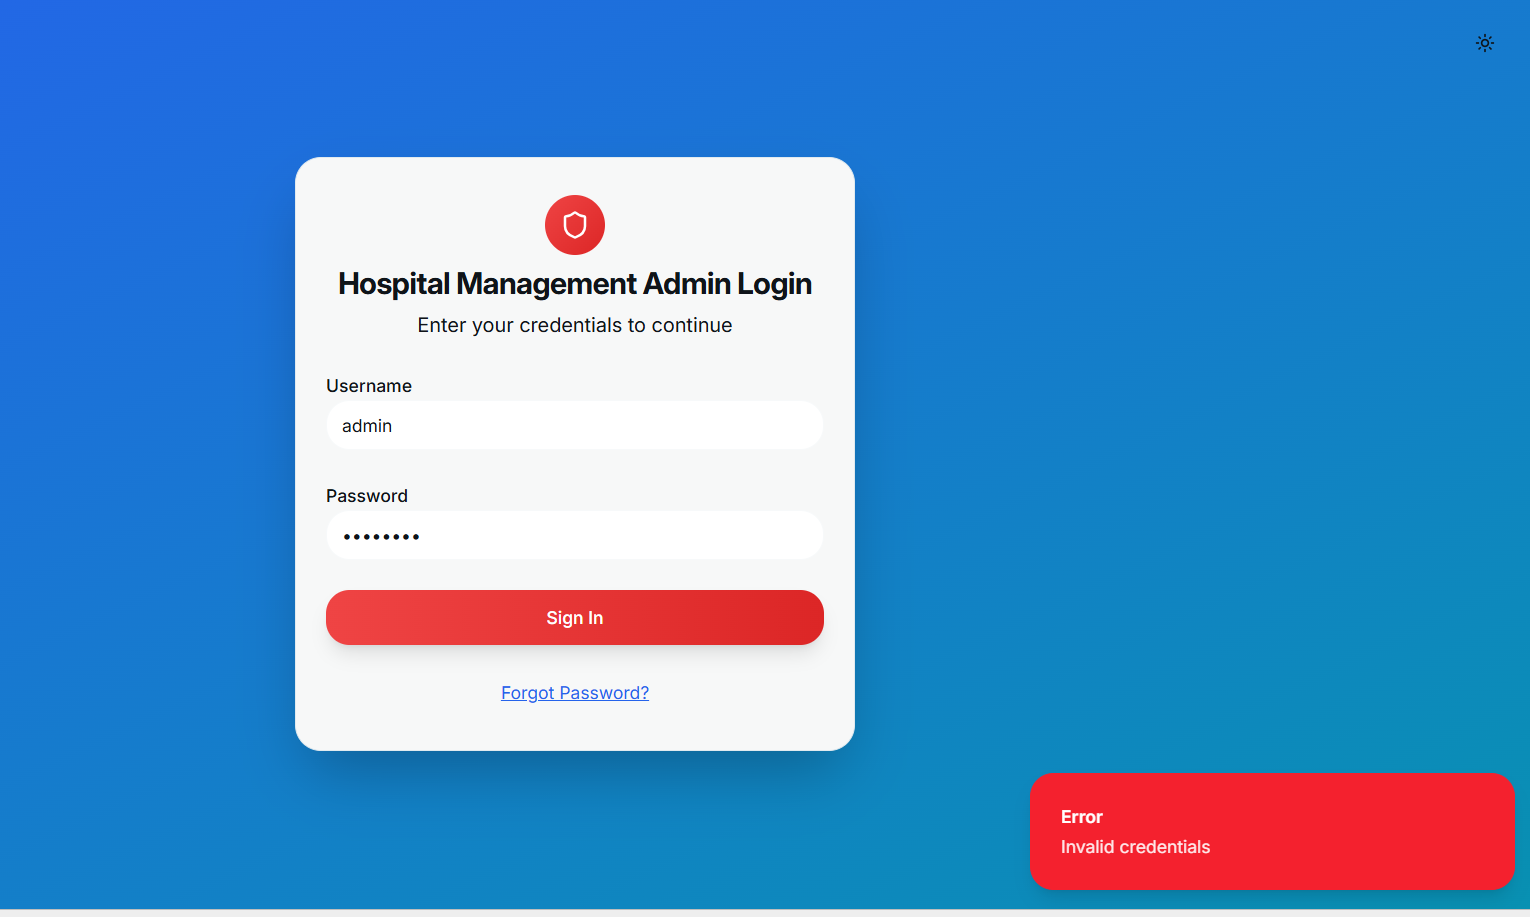 Hospital Management Admin Login
Enter your credentials to continue
Username
admin
Password
••••••••
Sign In
Forgot Password?
Error
Invalid credentials